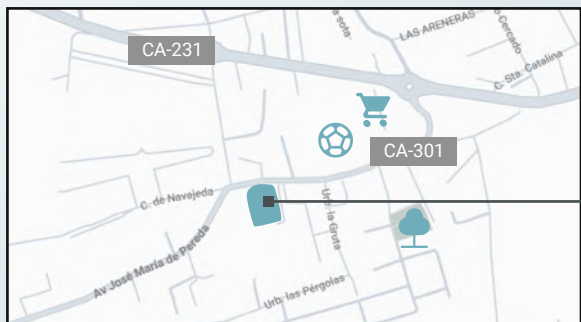 LAS ARENERAS
Cercado
CA-231
C. Sta. Catalina
CA-301
C. de Navajeda
Urb. la Gruta
Av José María de Pereda
Urb. las Pérgolas